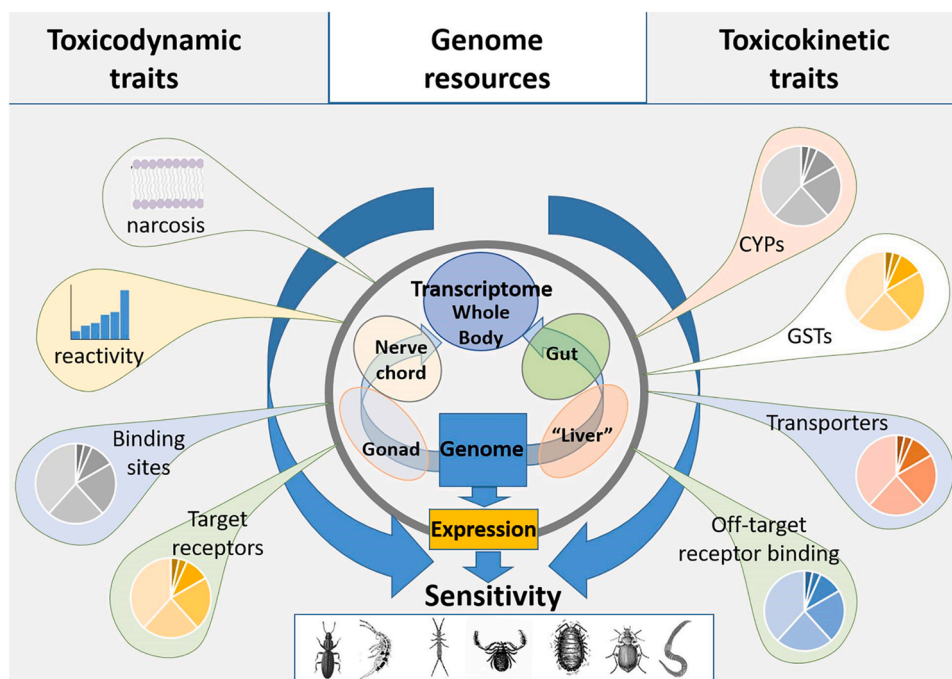 Toxicodynamic
traits
Genome
resources
Toxicokinetic
traits
narcosis
reactivity
Binding
sites
Target
receptors
Transcriptome
Whole
Body
Nerve
chord
Gut
Gonad
Genome
“Liver”
Expression
Sensitivity
CYPs
GSTs
Transporters
Off-target
receptor binding